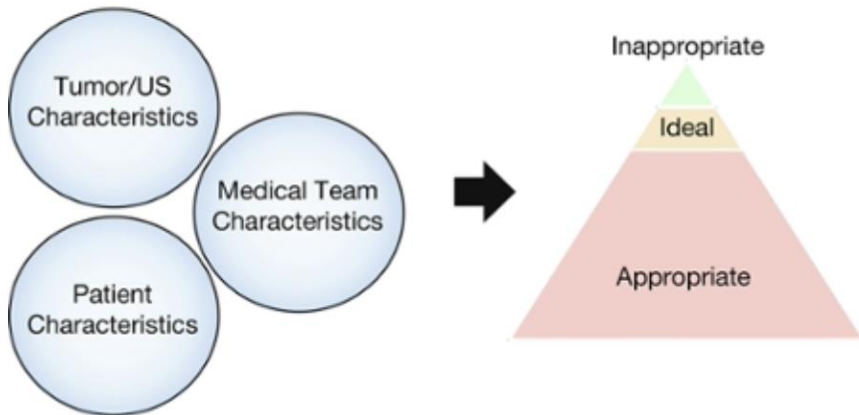 Tumor/US
Characteristics
Medical Team
Characteristics
Patient
Characteristics
Inappropriate
Ideal
Appropriate